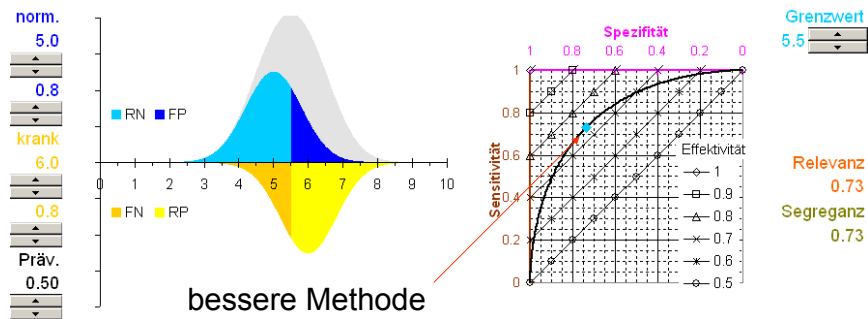 norm.
5.0
0.8
krank
6.0
0.8
Präv.
0.50
RN FP
FN RP
0 1 2 3 4 5 6 7 8 9 10
bessere Methode
Spezifität
1 0.8 0.6 0.4 0.2 0
Sensitivität
1
0.8
0.6
0.4
0.2
0
Effektivität
1
0.9
0.8
0.7
0.6
0.5
Grenzwert
5.5
Relevanz
0.73
Segreganz
0.73